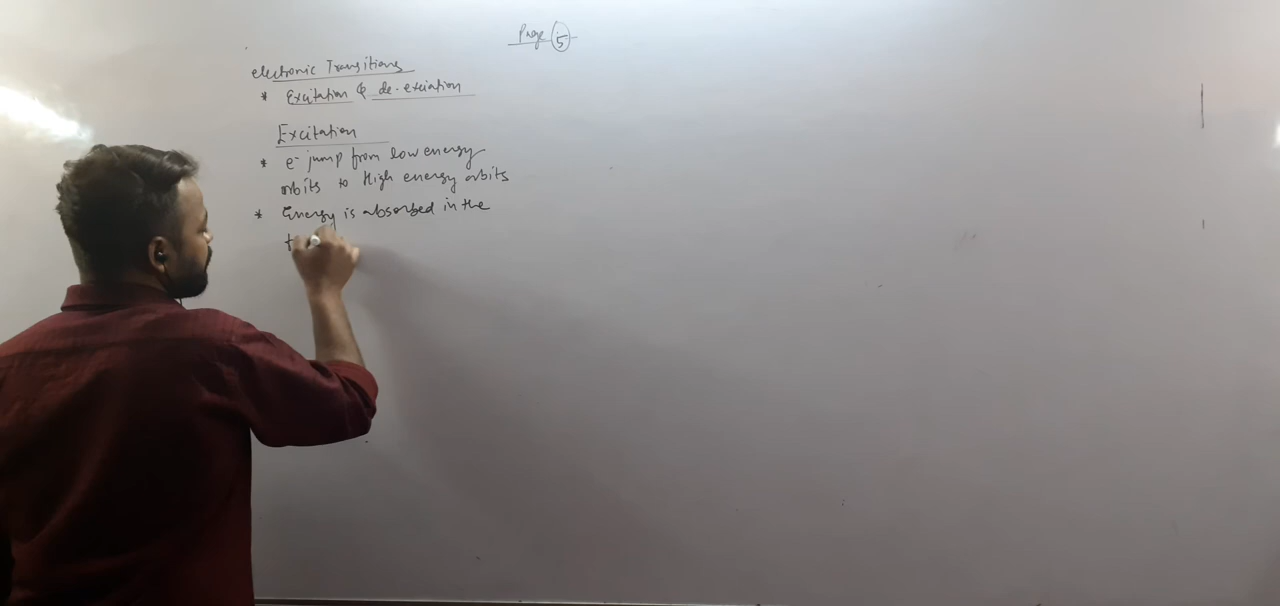 Page 5
electronic Transitions
* Excitation & de-exciation
Excitation
* e- jump from low energy
orbits to High energy orbits
* Energy is absorbed in the
f